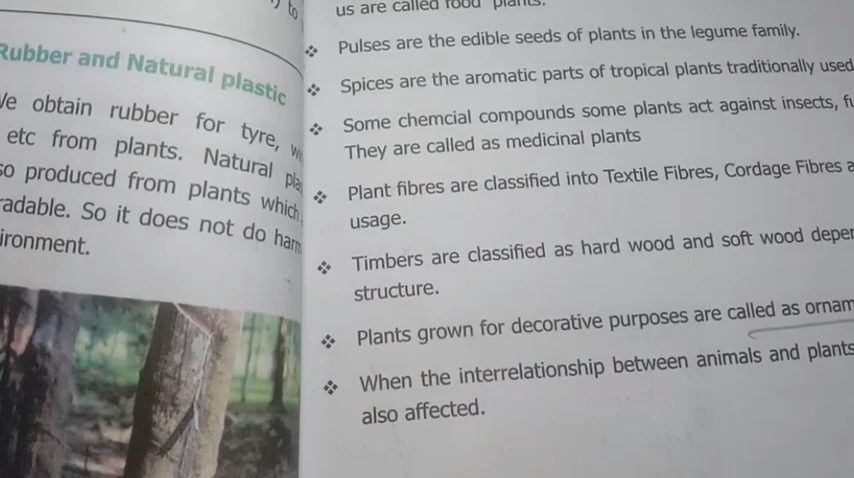 to
Rubber and Natural plastic
We obtain rubber for tyre,
etc from plants. Natural
so produced from plants which
radable. So it does not do harm
ironment.
us are called food plants.
❖ Pulses are the edible seeds of plants in the legume family.
❖ Spices are the aromatic parts of tropical plants traditionally used
❖ Some chemcial compounds some plants act against insects, fu
They are called as medicinal plants
❖ Plant fibres are classified into Textile Fibres, Cordage Fibres a
usage.
❖ Timbers are classified as hard wood and soft wood deper
structure.
❖ Plants grown for decorative purposes are called as ornam
❖ When the interrelationship between animals and plants
also affected.